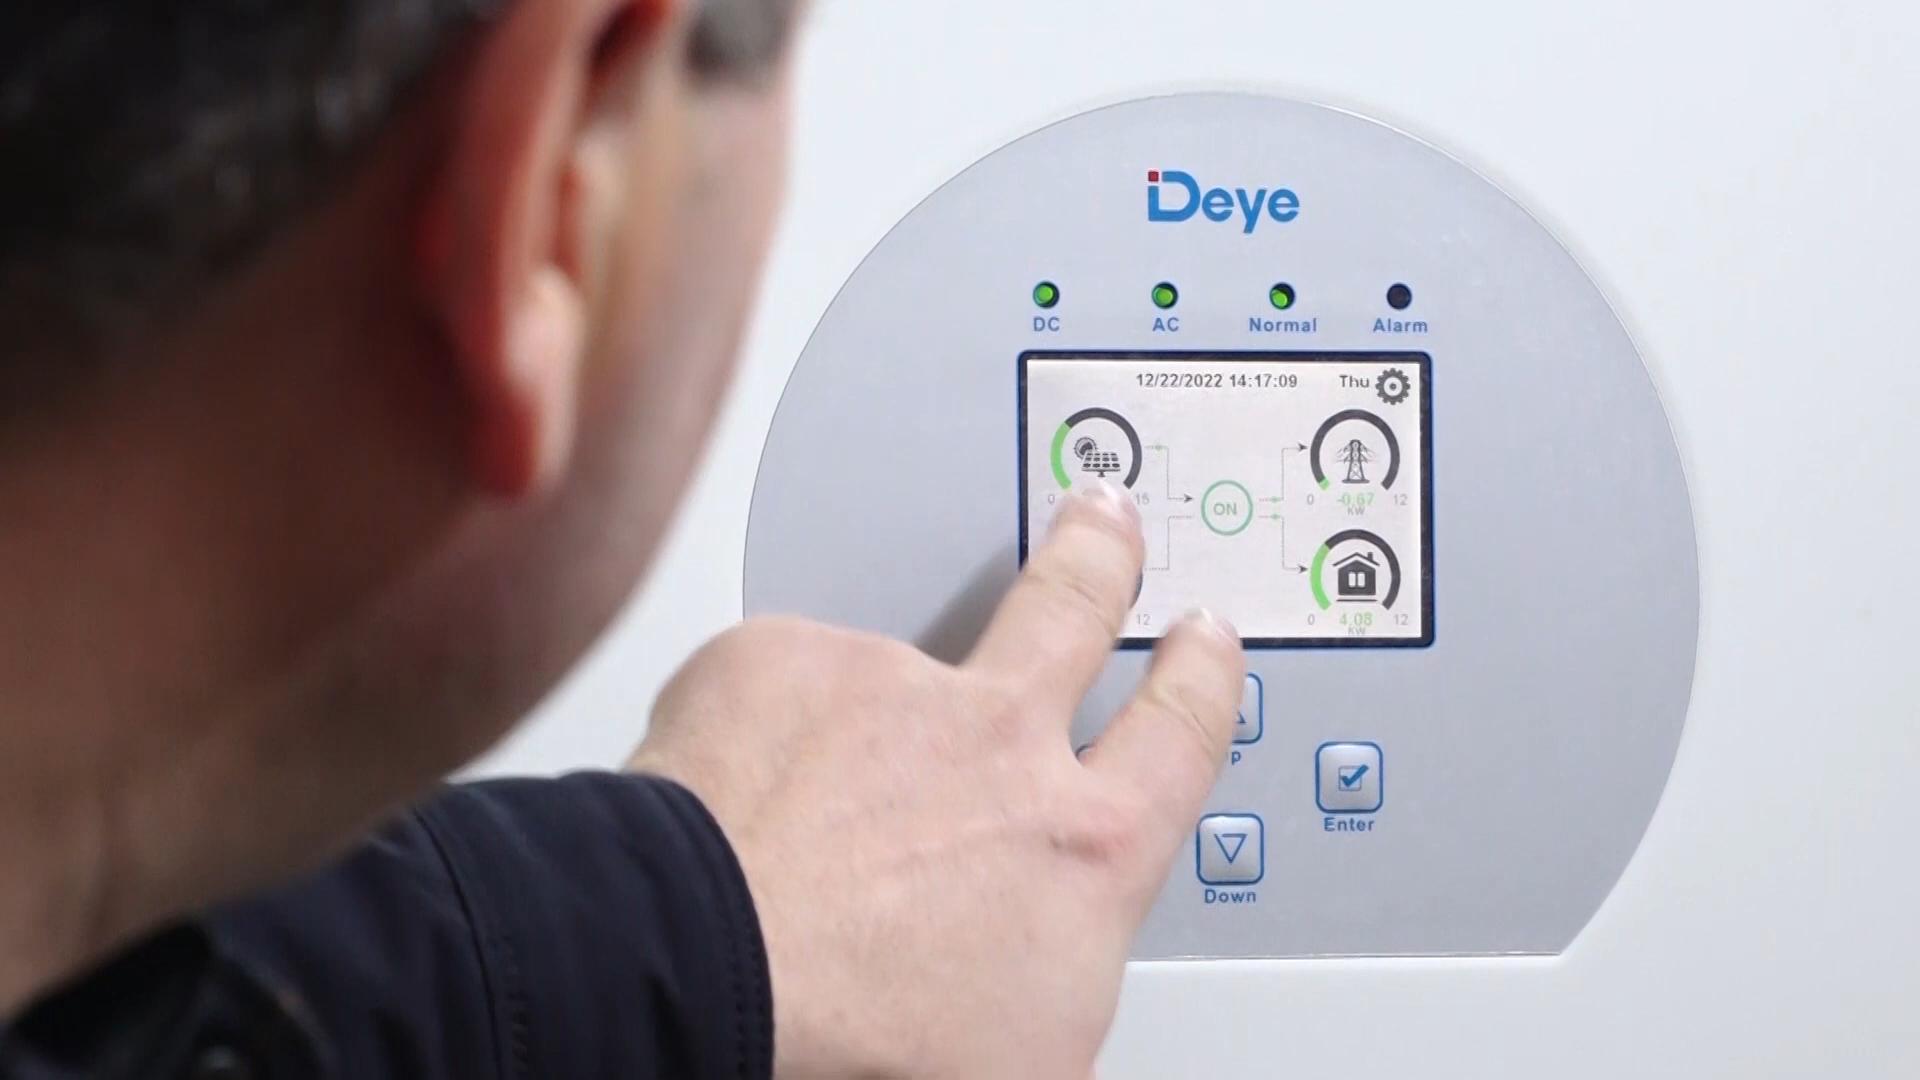 Deye
DC AC Normal Alarm
12/22/2022 14:17:09 Thu
0 15
0 -0.67 12
KW
ON
12
0 4.08 12
KW
Enter
Down